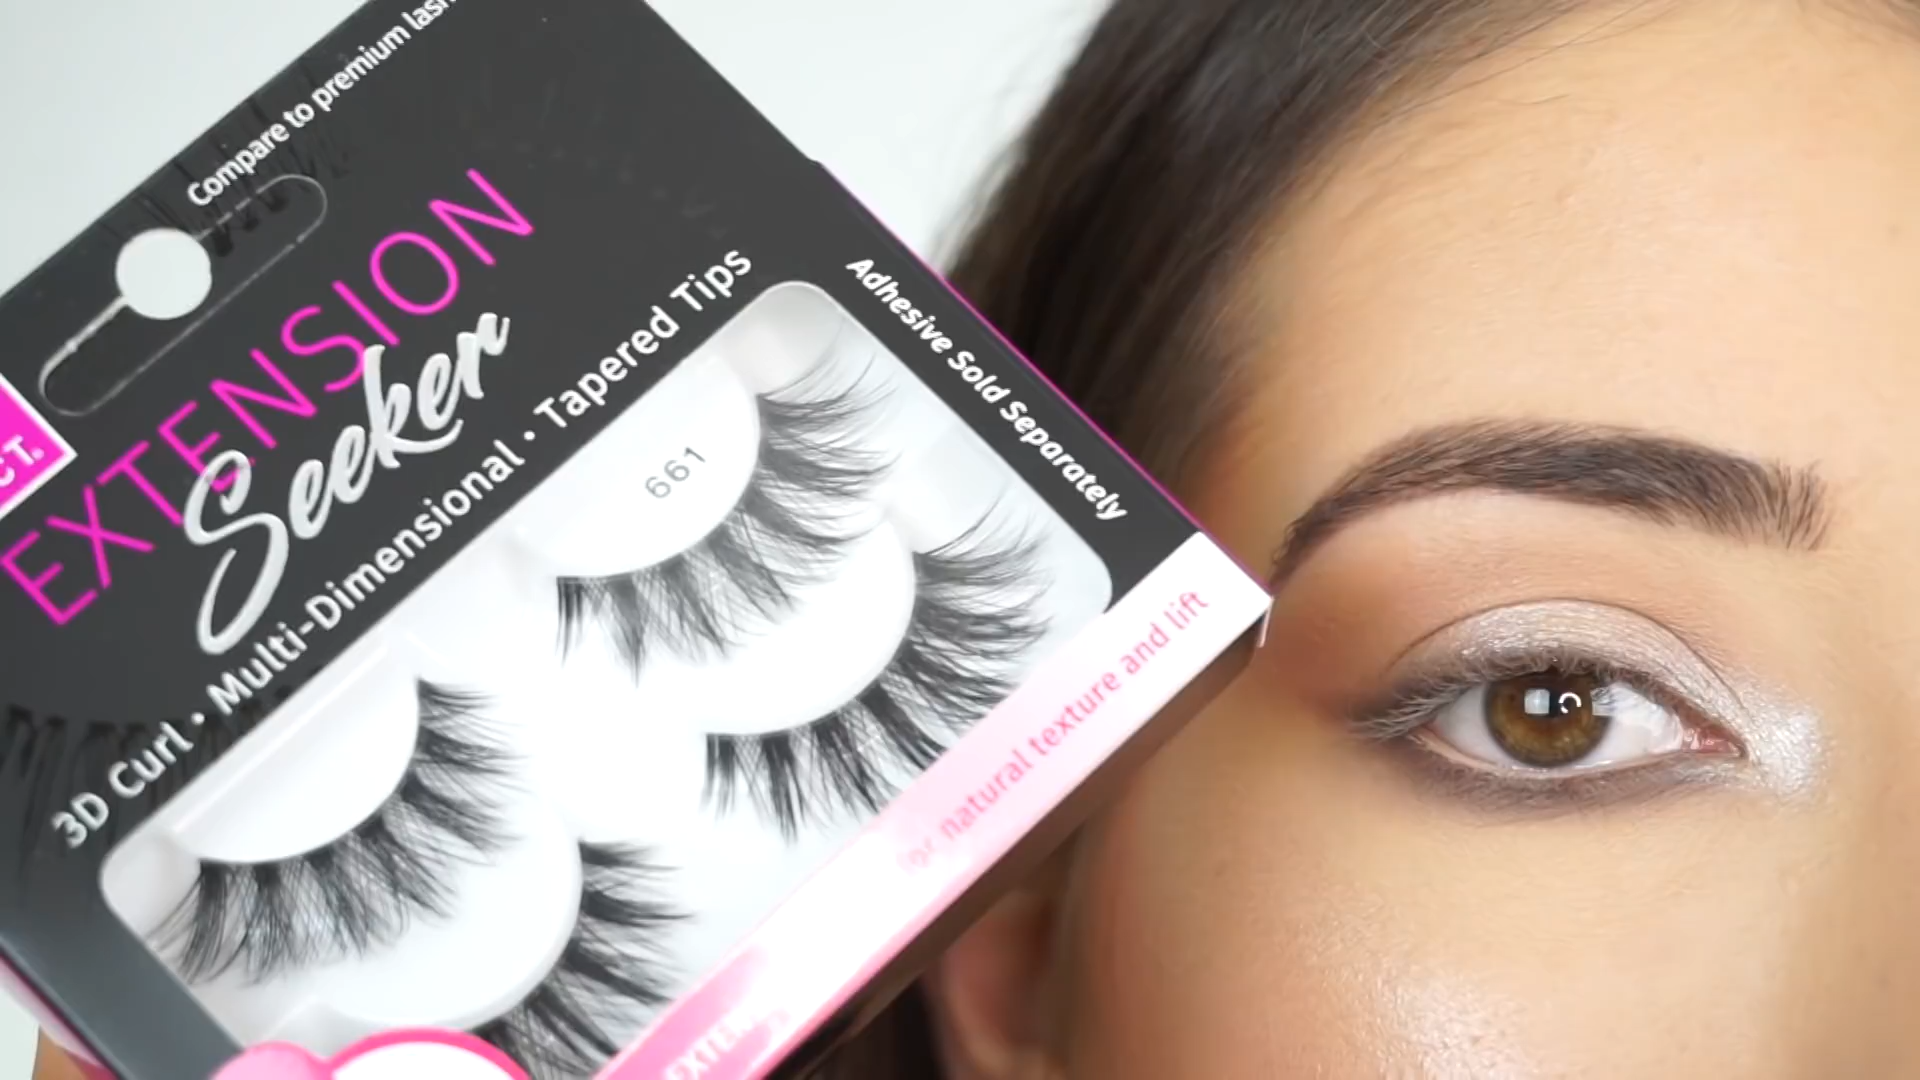 Compare to premium
EXTENSION
Seeker
3D Curl • Multi-Dimensional • Tapered Tips
CT.
661
Adhesive Sold Separately
for natural texture and lift